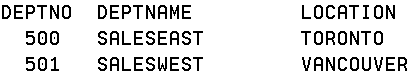 DEPTNO DEPTNAME LOCATION
500 SALESEAST TORONTO
501 SALESWEST VANCOUVER